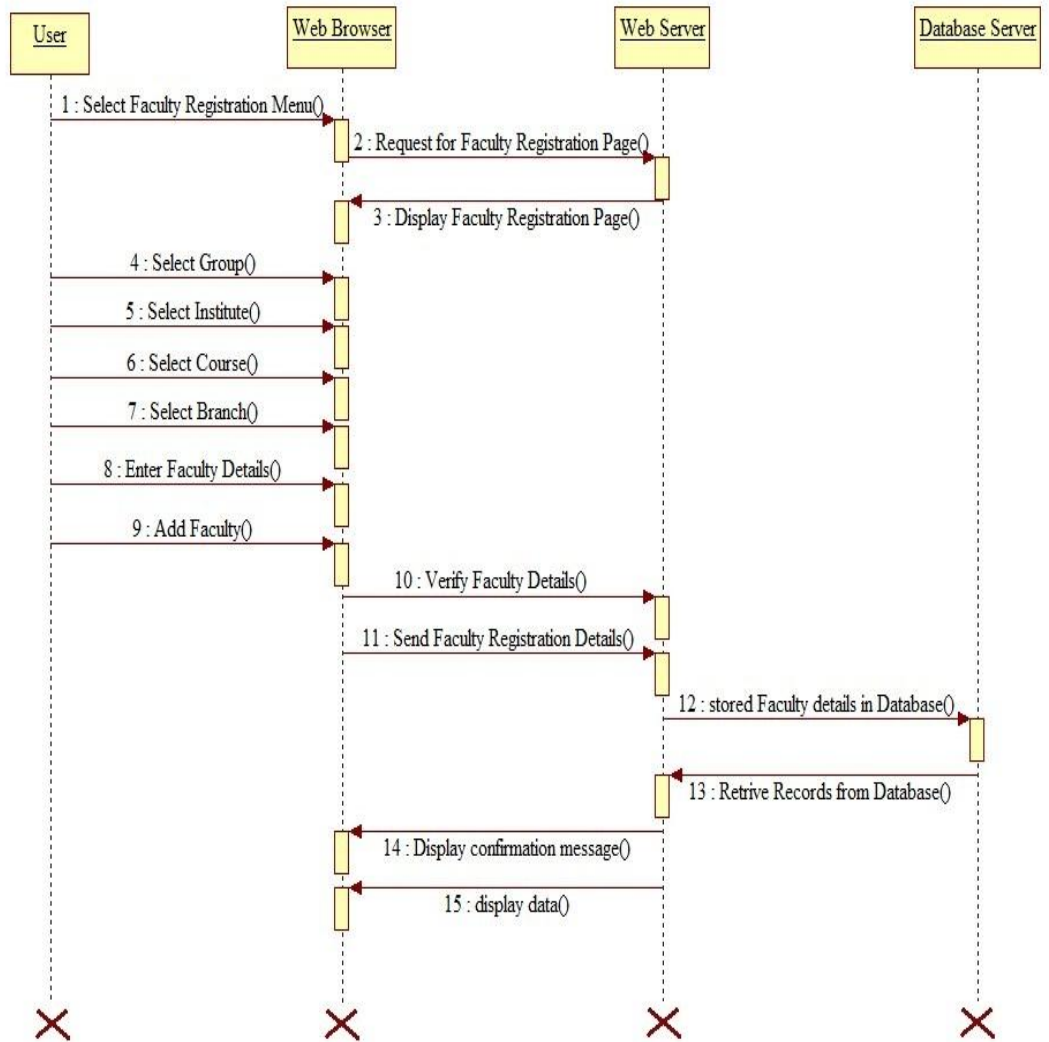 User
Web Browser
Web Server
Database Server
1 : Select Faculty Registration Menu()
2 : Request for Faculty Registration Page()
3 : Display Faculty Registration Page()
4 : Select Group()
5 : Select Institute()
6 : Select Course()
7 : Select Branch()
8 : Enter Faculty Details()
9 : Add Faculty()
10 : Verify Faculty Details()
11 : Send Faculty Registration Details()
12 : stored Faculty details in Database()
13 : Retrive Records from Database()
14 : Display confirmation message()
15 : display data()